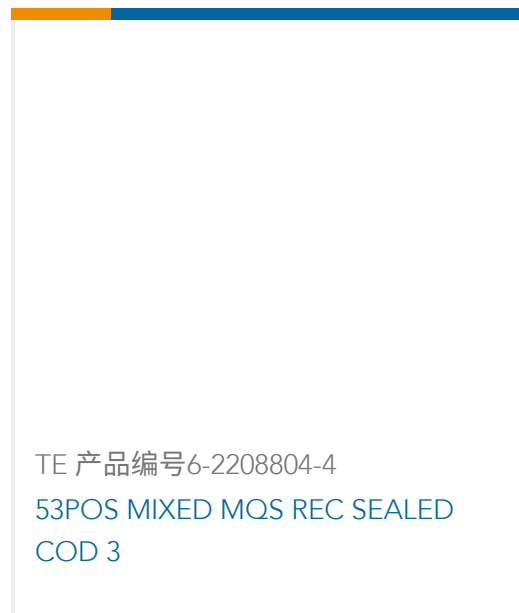 TE 产品编号6-2208804-4
53POS MIXED MQS REC SEALED
COD 3